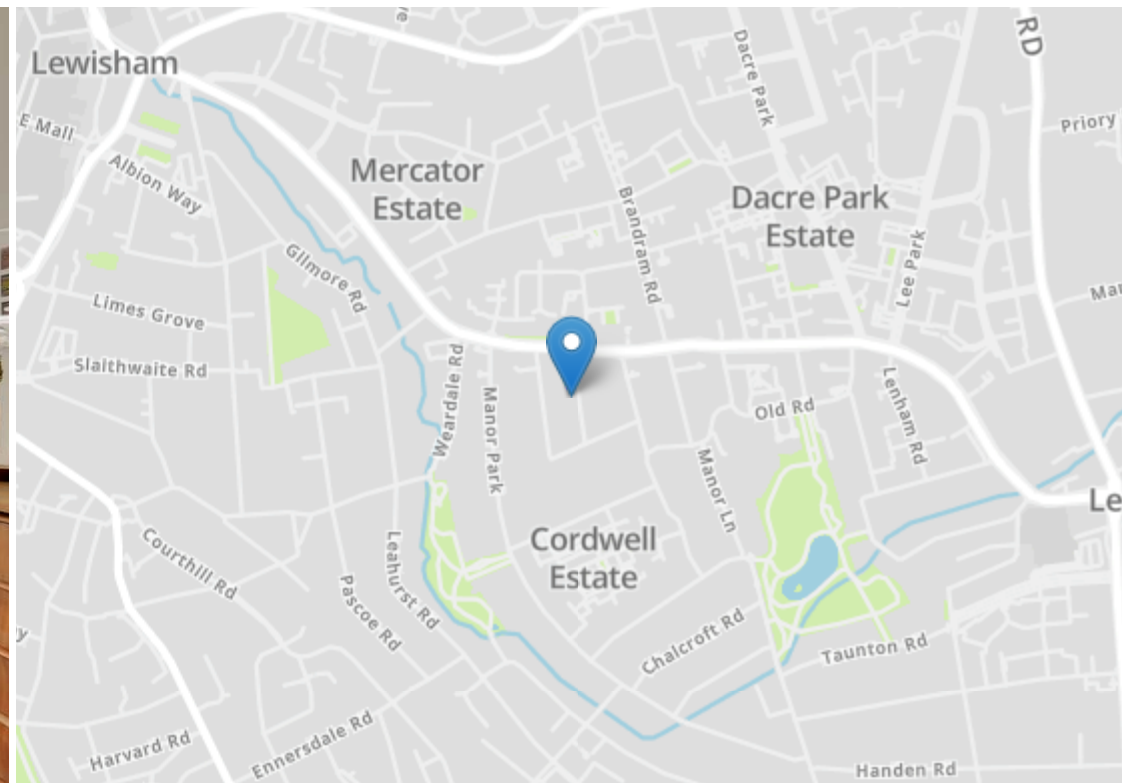 Lewisham
E Mall
Albion Way
Mercator
Estate
Dacre Park
RD
Priory
Dacre Park
Estate
Brandram Rd
Lee Park
Gilmore Rd
Limes Grove
Slaithwaite Rd
Weardale Rd
Manor Park
Old Rd
Lenham Rd
Manor Ln
Cordwell
Estate
Courthill Rd
Leahurst Rd
Pascoe Rd
Chalcroft Rd
Taunton Rd
Harvard Rd
Ennersdale Rd
Handen Rd